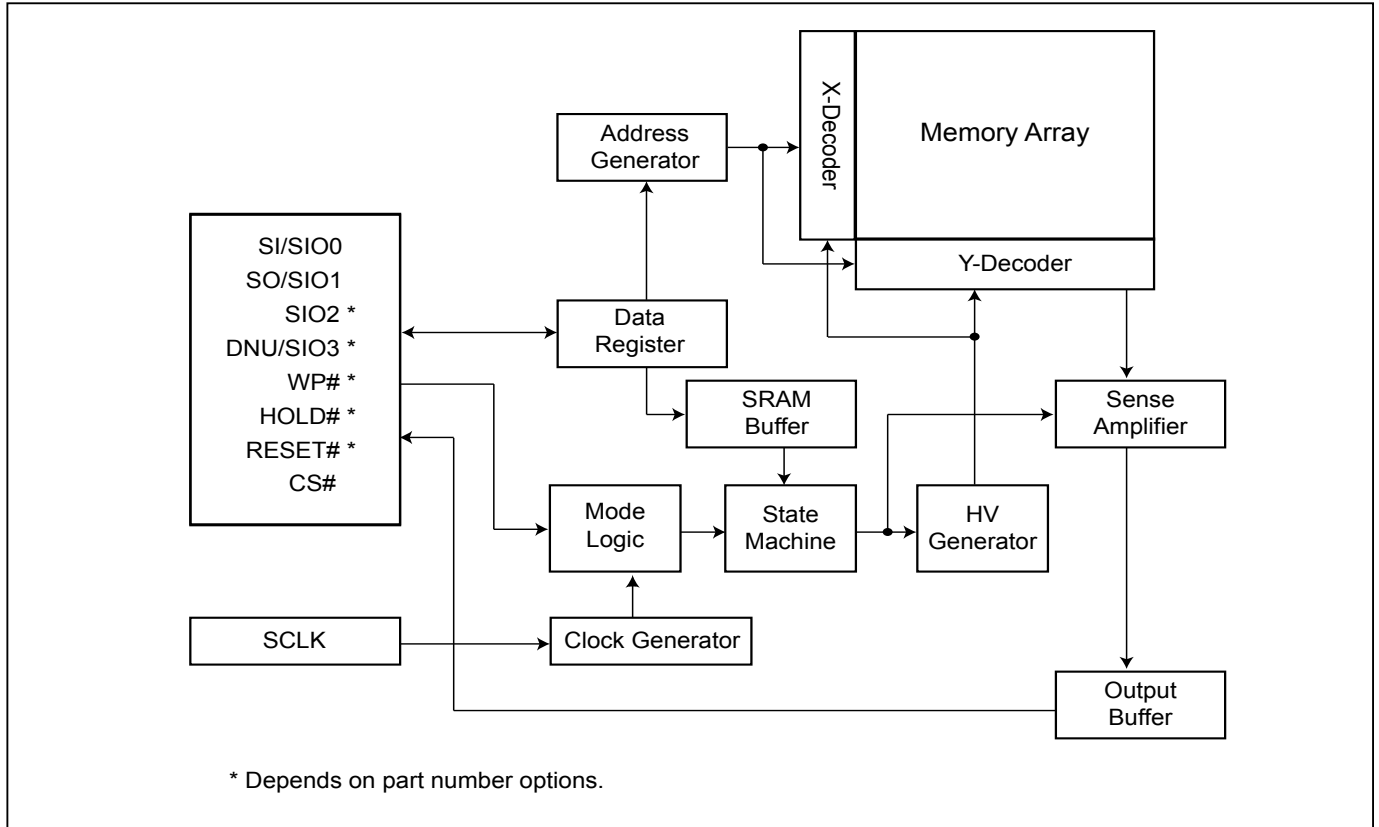 X-Decoder
Memory Array
Address
Generator
Y-Decoder
SI/SIO0
SO/SIO1
SIO2 *
DNU/SIO3 *
WP# *
HOLD# *
RESET# *
CS#
Data
Register
SRAM
Buffer
Sense
Amplifier
Mode
Logic
State
Machine
HV
Generator
SCLK
Clock Generator
Output
Buffer
* Depends on part number options.